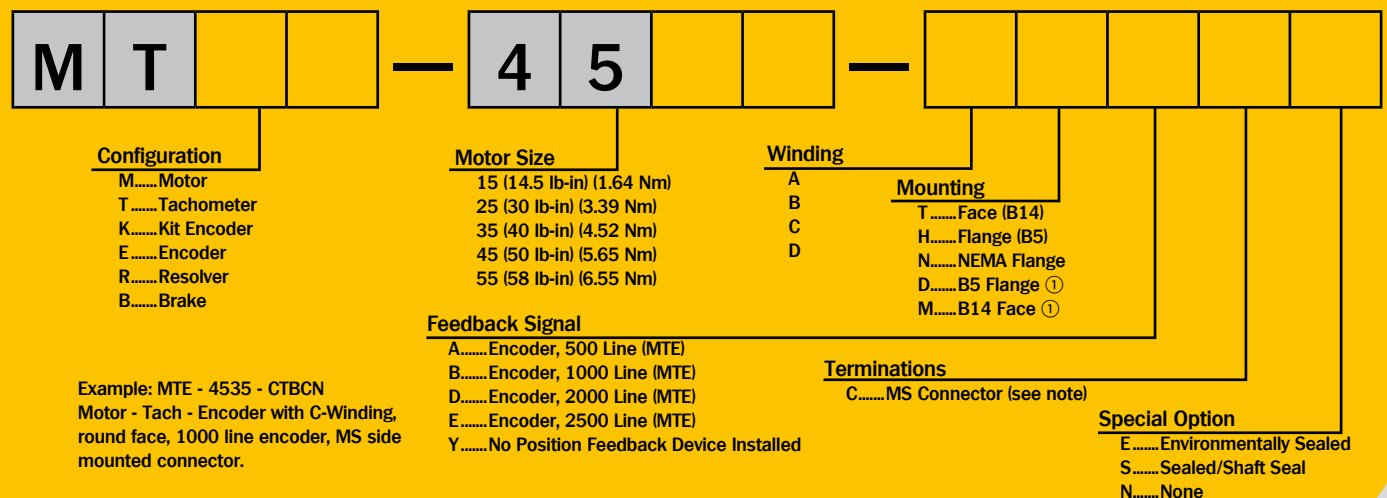 M T — 4 5 —
Configuration
M......Motor
T.......Tachometer
K.......Kit Encoder
E.......Encoder
R.......Resolver
B.......Brake
Motor Size
15 (14.5 lb-in) (1.64 Nm)
25 (30 lb-in) (3.39 Nm)
35 (40 lb-in) (4.52 Nm)
45 (50 lb-in) (5.65 Nm)
55 (58 lb-in) (6.55 Nm)
Winding
A
B
C
D
Mounting
T.......Face (B14)
H.......Flange (B5)
N.......NEMA Flange
D.......B5 Flange ①
M......B14 Face ①
Feedback Signal
A.......Encoder, 500 Line (MTE)
B.......Encoder, 1000 Line (MTE)
D.......Encoder, 2000 Line (MTE)
E.......Encoder, 2500 Line (MTE)
Y.......No Position Feedback Device Installed
Terminations
C.......MS Connector (see note)
Special Option
E.......Environmentally Sealed
S.......Sealed/Shaft Seal
N.......None
Example: MTE - 4535 - CTBCN
Motor - Tach - Encoder with C-Winding,
round face, 1000 line encoder, MS side
mounted connector.